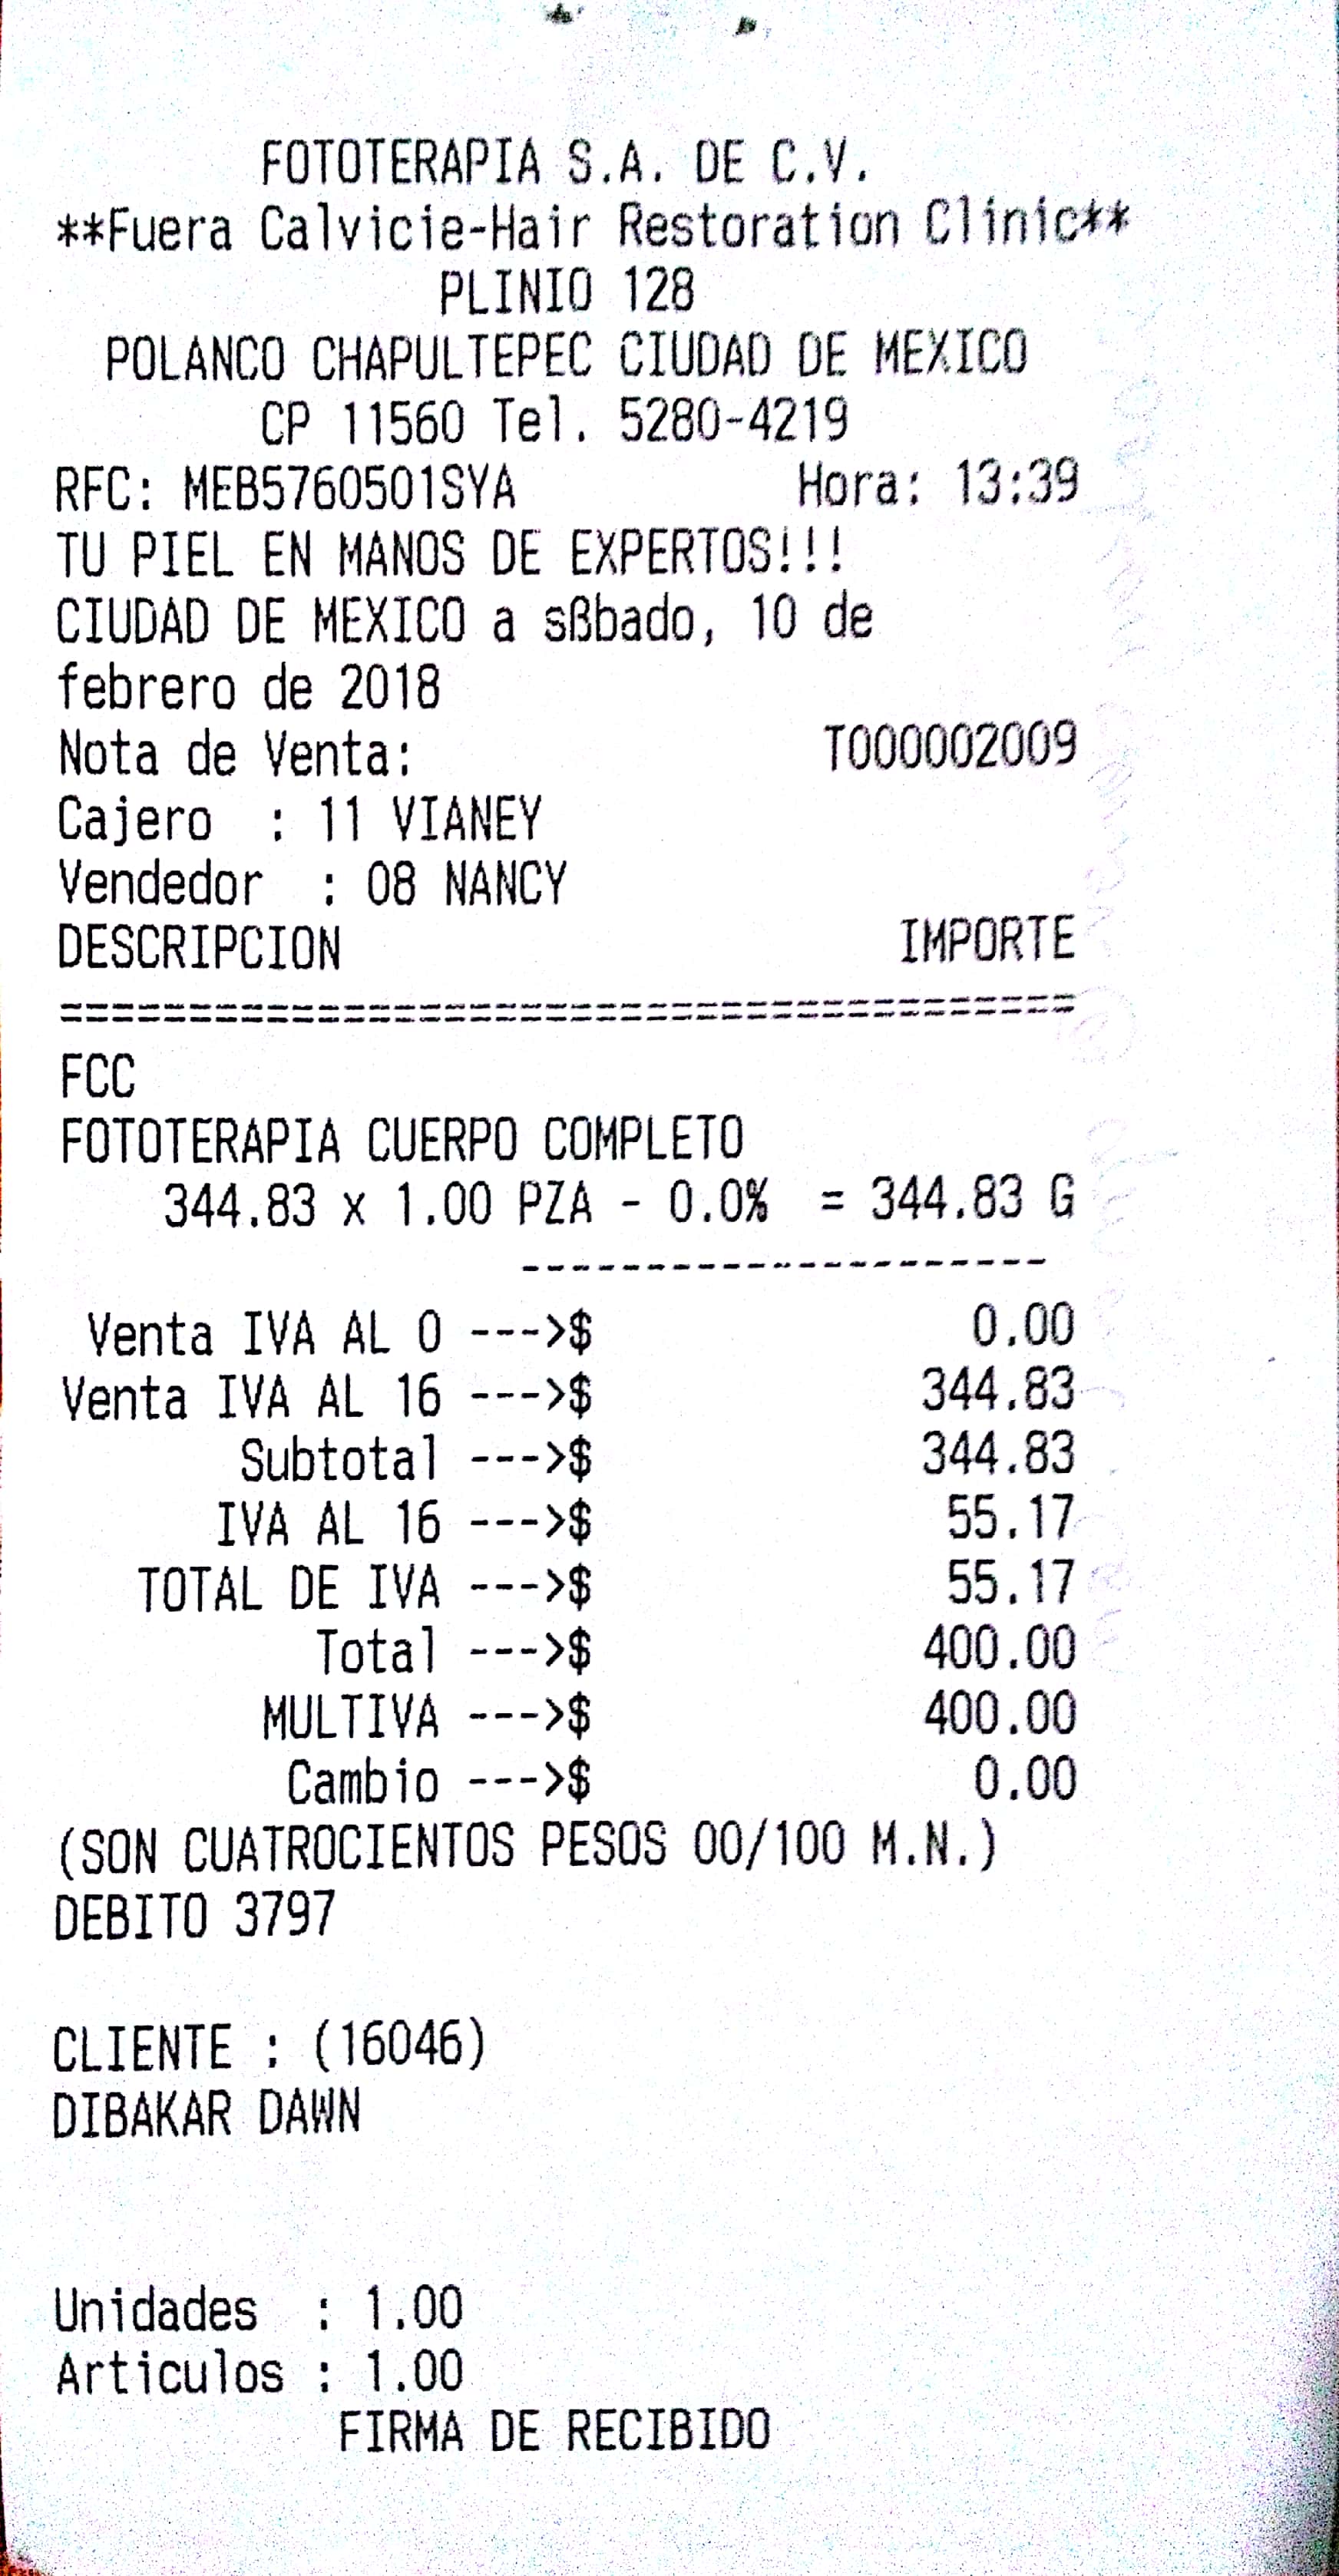 FOTOTERAPIA S.A. DE C.V.
**Fuera Calvicie-Hair Restoration Clinic**
PLINIO 128
POLANCO CHAPULTEPEC CIUDAD DE MEXICO
CP 11560 Tel. 5280-4219
RFC: MEB5760501SYA Hora: 13:39
TU PIEL EN MANOS DE EXPERTOS!!!
CIUDAD DE MEXICO a sßbado, 10 de
febrero de 2018
Nota de Venta: T000002009
Cajero : 11 VIANEY
Vendedor : 08 NANCY
DESCRIPCION IMPORTE
========================================
FCC
FOTOTERAPIA CUERPO COMPLETO
344.83 x 1.00 PZA - 0.0% = 344.83 G
---------------------
Venta IVA AL 0 --->$ 0.00
Venta IVA AL 16 --->$ 344.83
Subtotal --->$ 344.83
IVA AL 16 --->$ 55.17
TOTAL DE IVA --->$ 55.17
Total --->$ 400.00
MULTIVA --->$ 400.00
Cambio --->$ 0.00
(SON CUATROCIENTOS PESOS 00/100 M.N.)
DEBITO 3797
CLIENTE : (16046)
DIBAKAR DAWN
Unidades : 1.00
Articulos : 1.00
FIRMA DE RECIBIDO